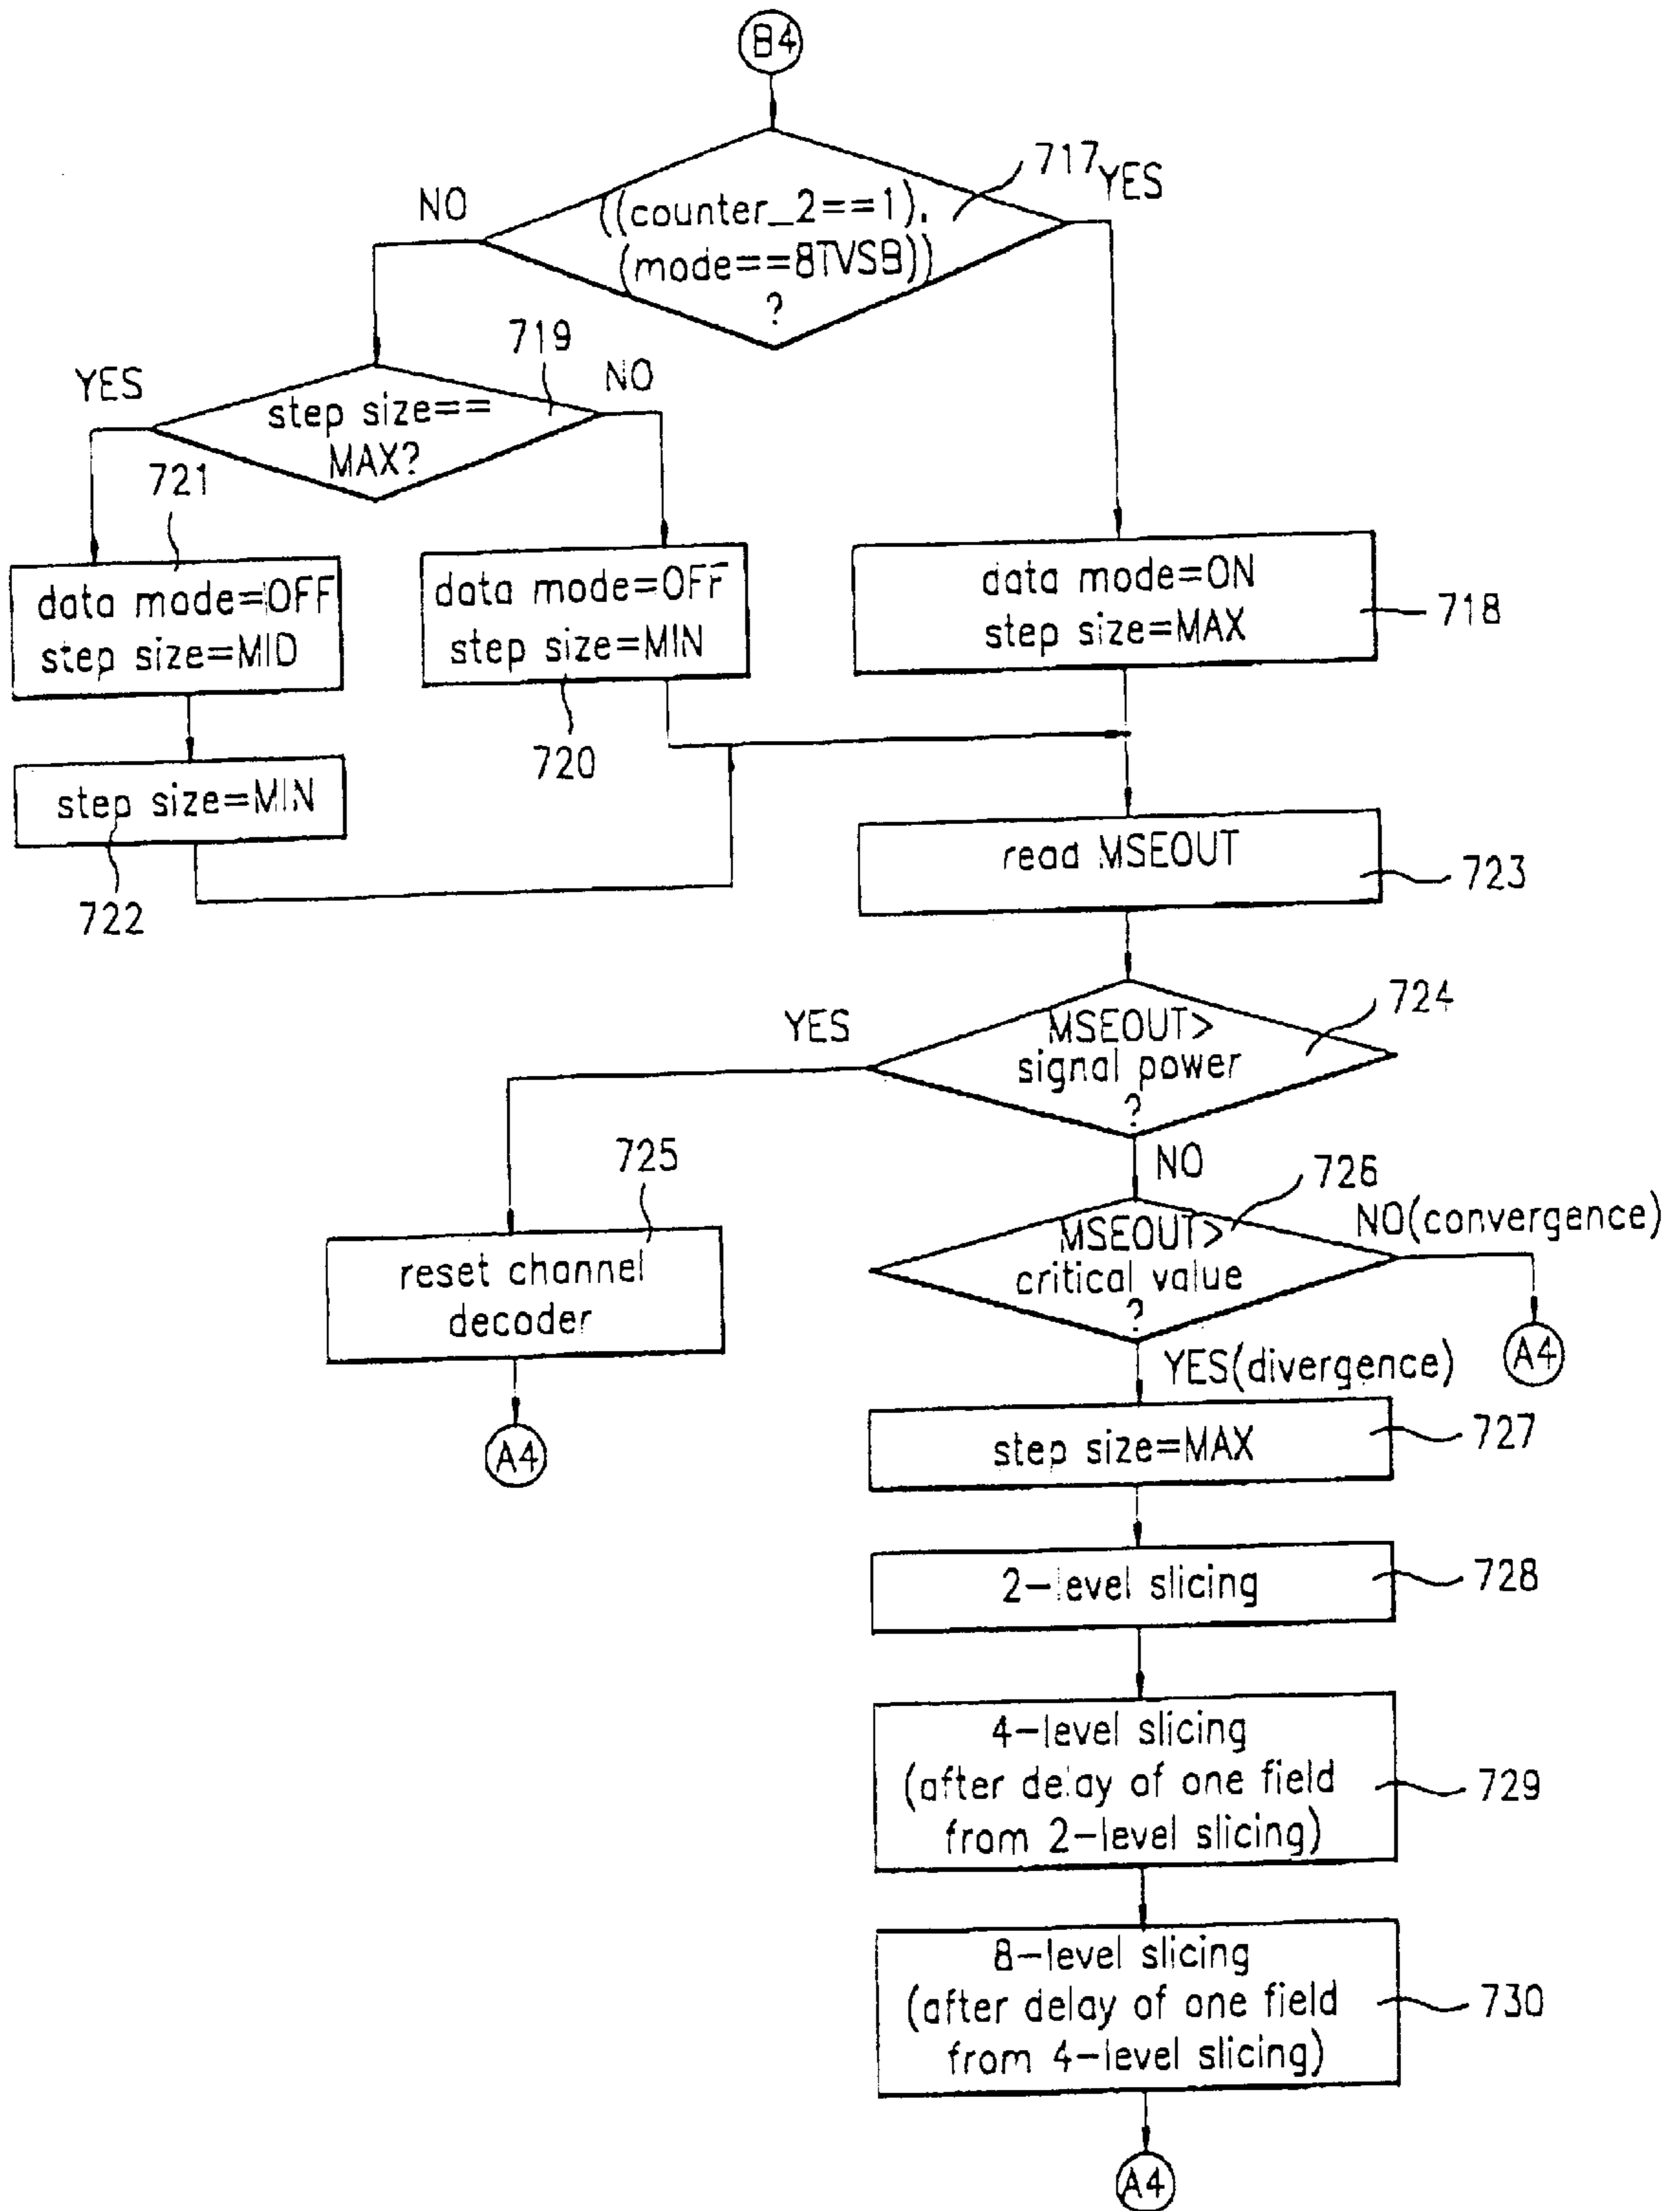 B4
717
YES
NO
((counter_2==1).
(mode==8TVSB))
?
719
YES
NO
step size==
MAX?
721
data mode=OFF
step size=MID
data mode=OFF
step size=MIN
data mode=ON
step size=MAX
718
720
step size=MIN
722
read MSEOUT
723
724
YES
MSEOUT>
signal power
?
NO
725
726
NO(convergence)
MSEOUT>
critical value
?
reset channel
decoder
A4
YES(divergence)
A4
step size=MAX
727
2-level slicing
728
4-level slicing
(after delay of one field
from 2-level slicing)
729
8-level slicing
(after delay of one field
from 4-level slicing)
730
A4